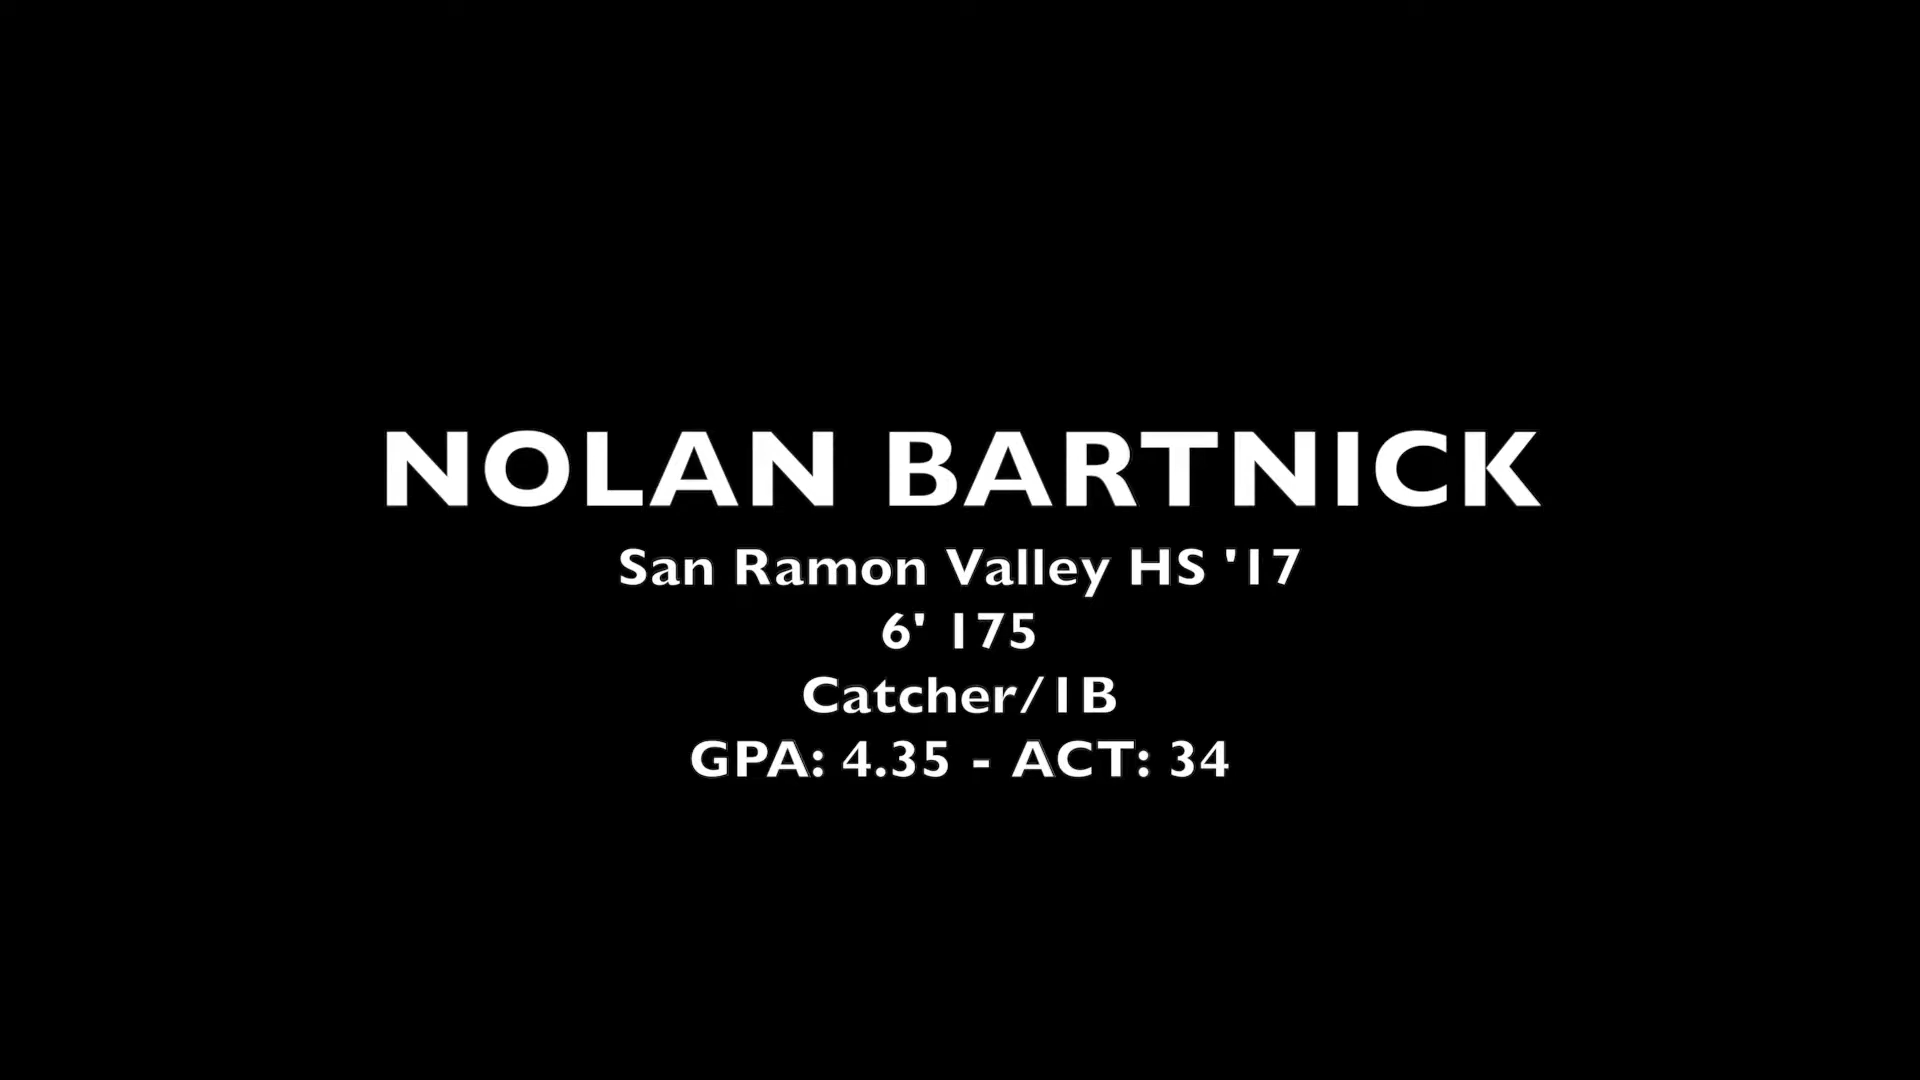 NOLAN BARTNICK
San Ramon Valley HS '17
6' 175
Catcher/1B
GPA: 4.35 - ACT: 34